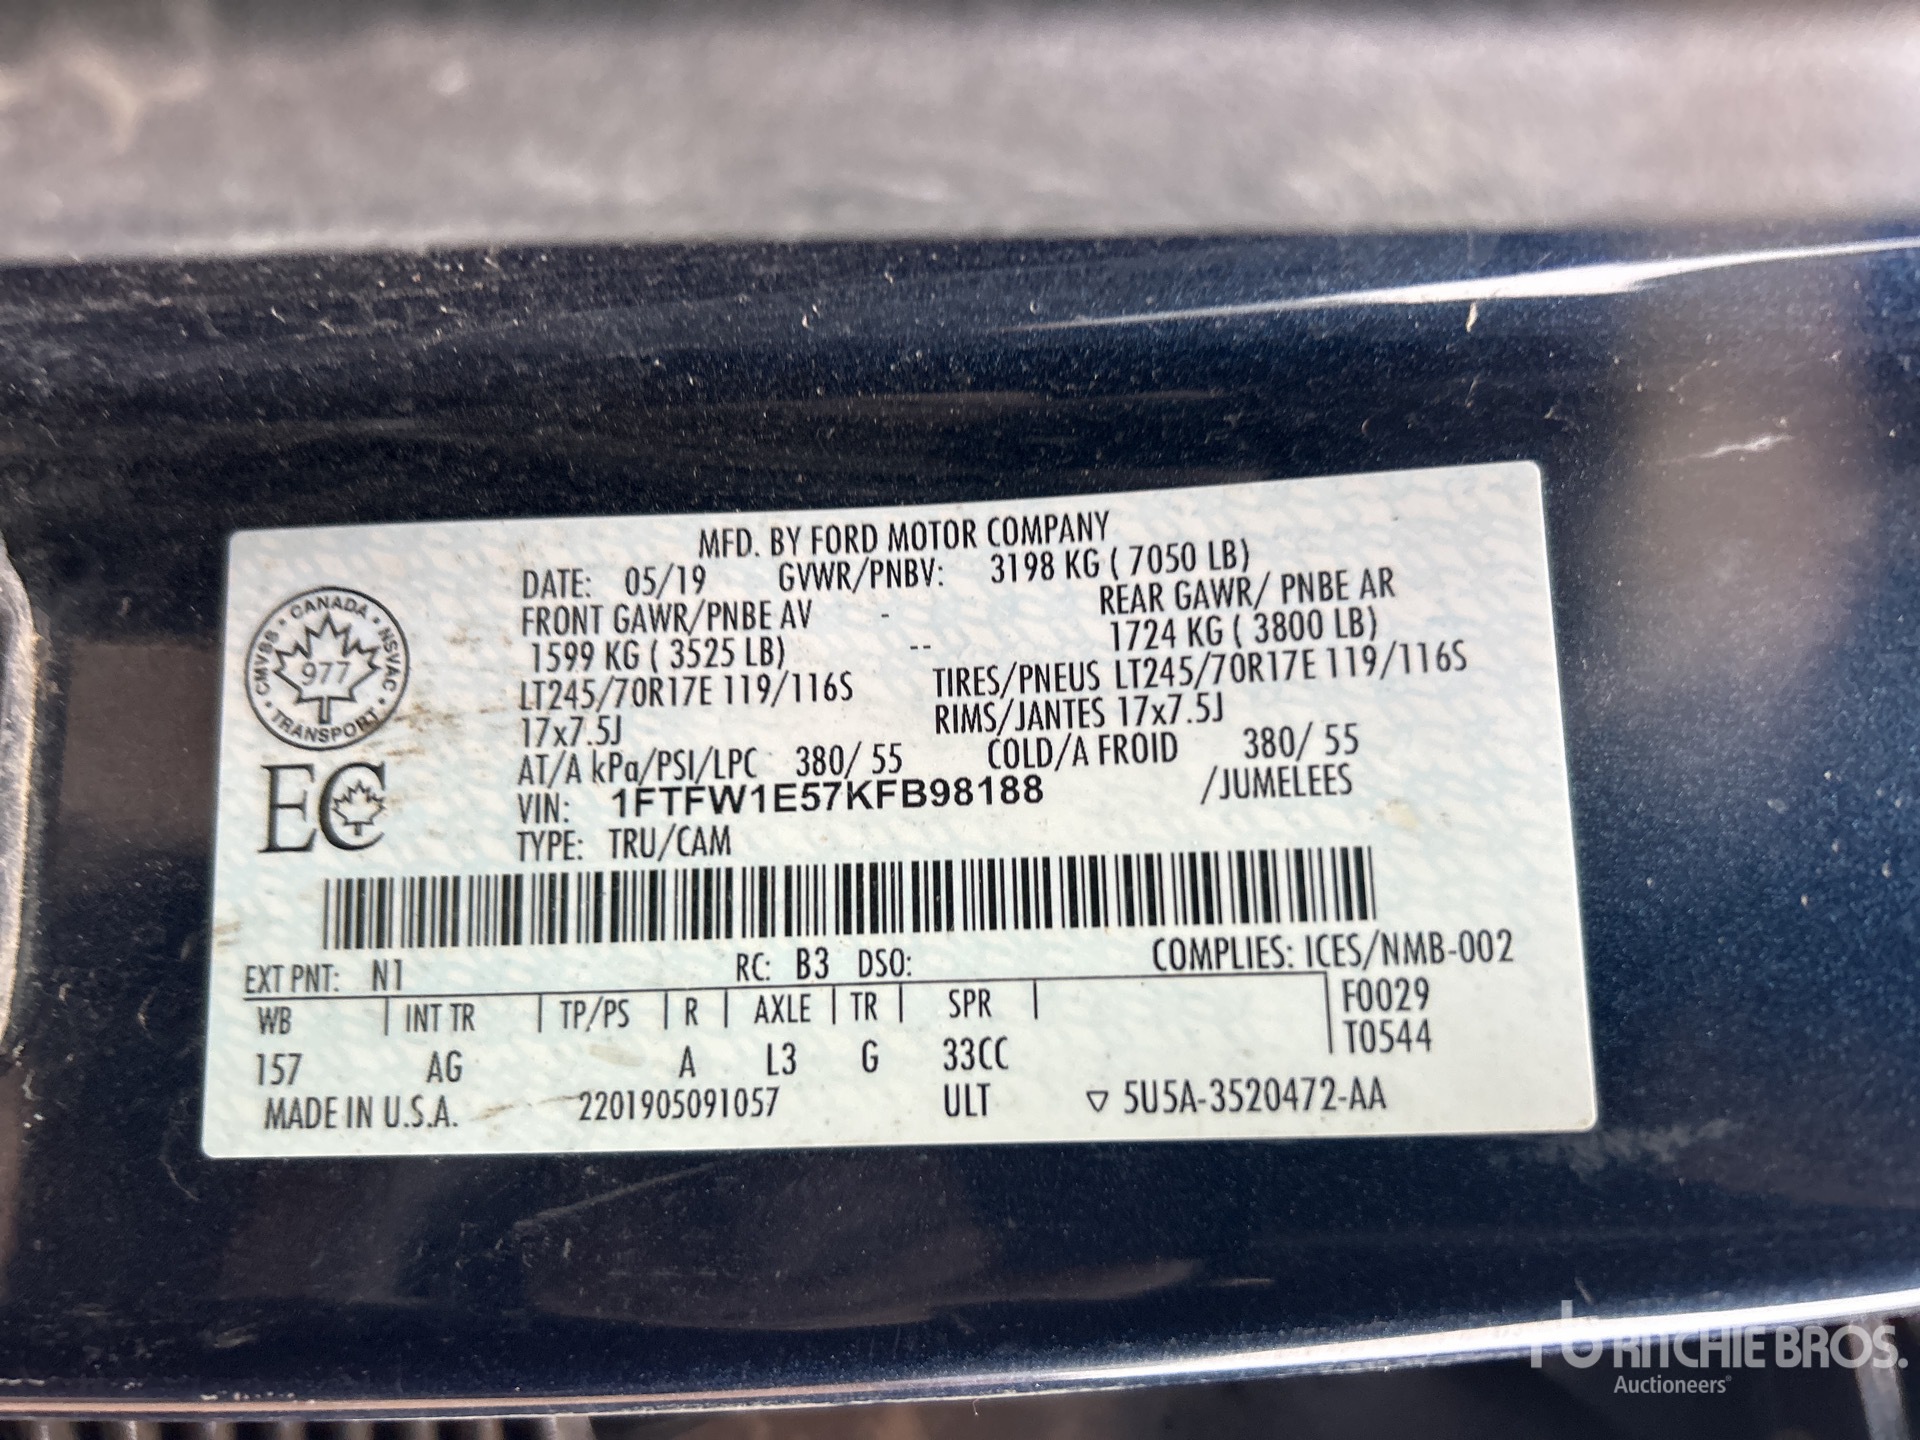 MFD. BY FORD MOTOR COMPANY
DATE: 05/19 GVWR/PNBV: 3198 KG ( 7050 LB)
FRONT GAWR/PNBE AV - REAR GAWR/ PNBE AR
1599 KG ( 3525 LB) -- 1724 KG ( 3800 LB)
LT245/70R17E 119/116S TIRES/PNEUS LT245/70R17E 119/116S
17x7.5J RIMS/JANTES 17x7.5J
AT/A kPa/PSI/LPC 380/ 55 COLD/A FROID 380/ 55
VIN: 1FTFW1E57KFB98188 /JUMELEES
TYPE: TRU/CAM
CANADA • NSVAC • TRANSPORT • CMVSS •
977
EC
EXT PNT: N1 RC: B3 DSO: COMPLIES: ICES/NMB-002
WB | INT TR | TP/PS | R | AXLE | TR | SPR | F0029
T0544
157 AG A L3 G 33CC
MADE IN U.S.A. 2201905091057 ULT ▽ 5U5A-3520472-AA
RITCHIE BROS.
Auctioneers®